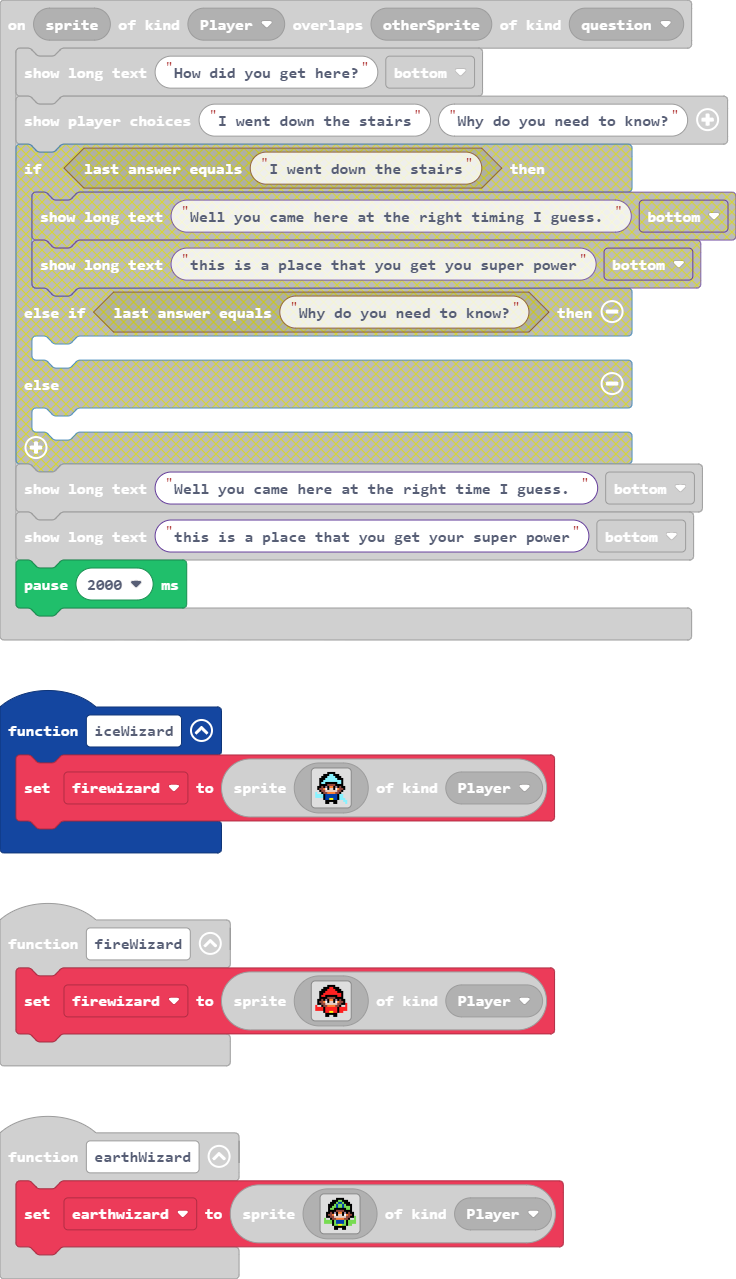 on sprite of kind Player overlaps otherSprite of kind question
show long text "How did you get here?" bottom
show player choices "I went down the stairs" "Why do you need to know?"
if last answer equals "I went down the stairs" then
show long text "Well you came here at the right timing I guess. " bottom
show long text "this is a place that you get you super power" bottom
else if last answer equals "Why do you need to know?" then
else
show long text "Well you came here at the right time I guess. " bottom
show long text "this is a place that you get your super power" bottom
pause 2000 ms
function iceWizard
set firewizard to sprite of kind Player
function fireWizard
set firewizard to sprite of kind Player
function earthWizard
set earthwizard to sprite of kind Player